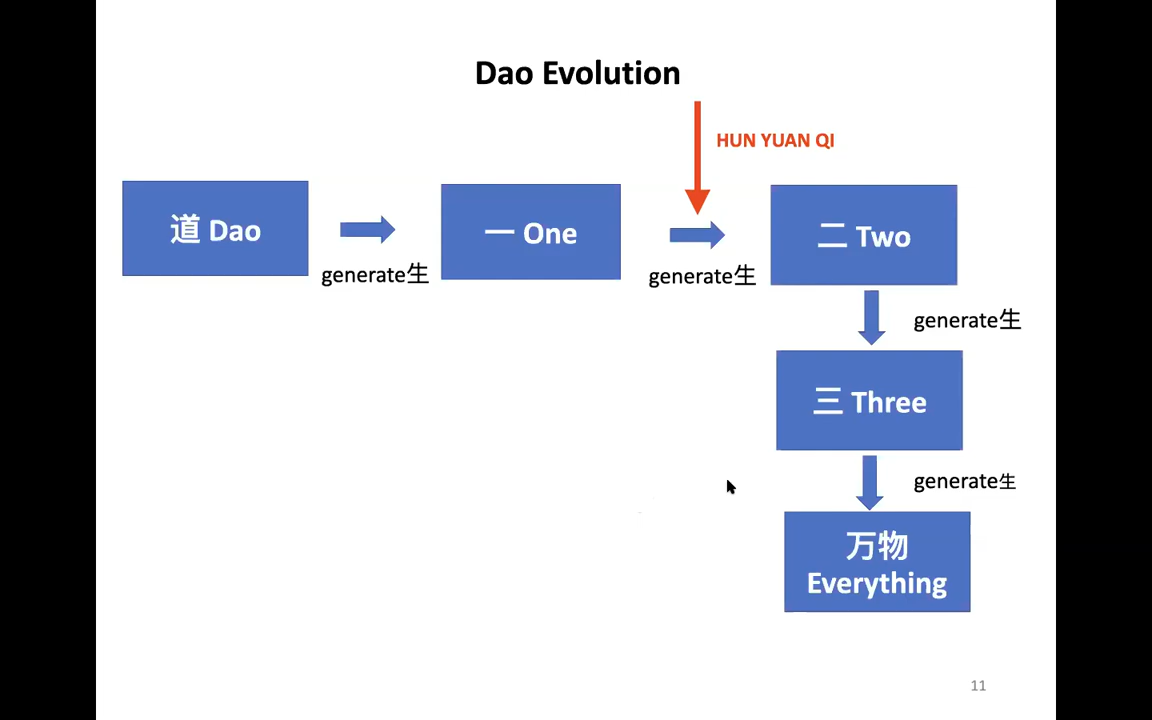 Dao Evolution
HUN YUAN QI
道 Dao
generate生
一 One
generate生
二 Two
generate生
三 Three
generate生
万物
Everything
11